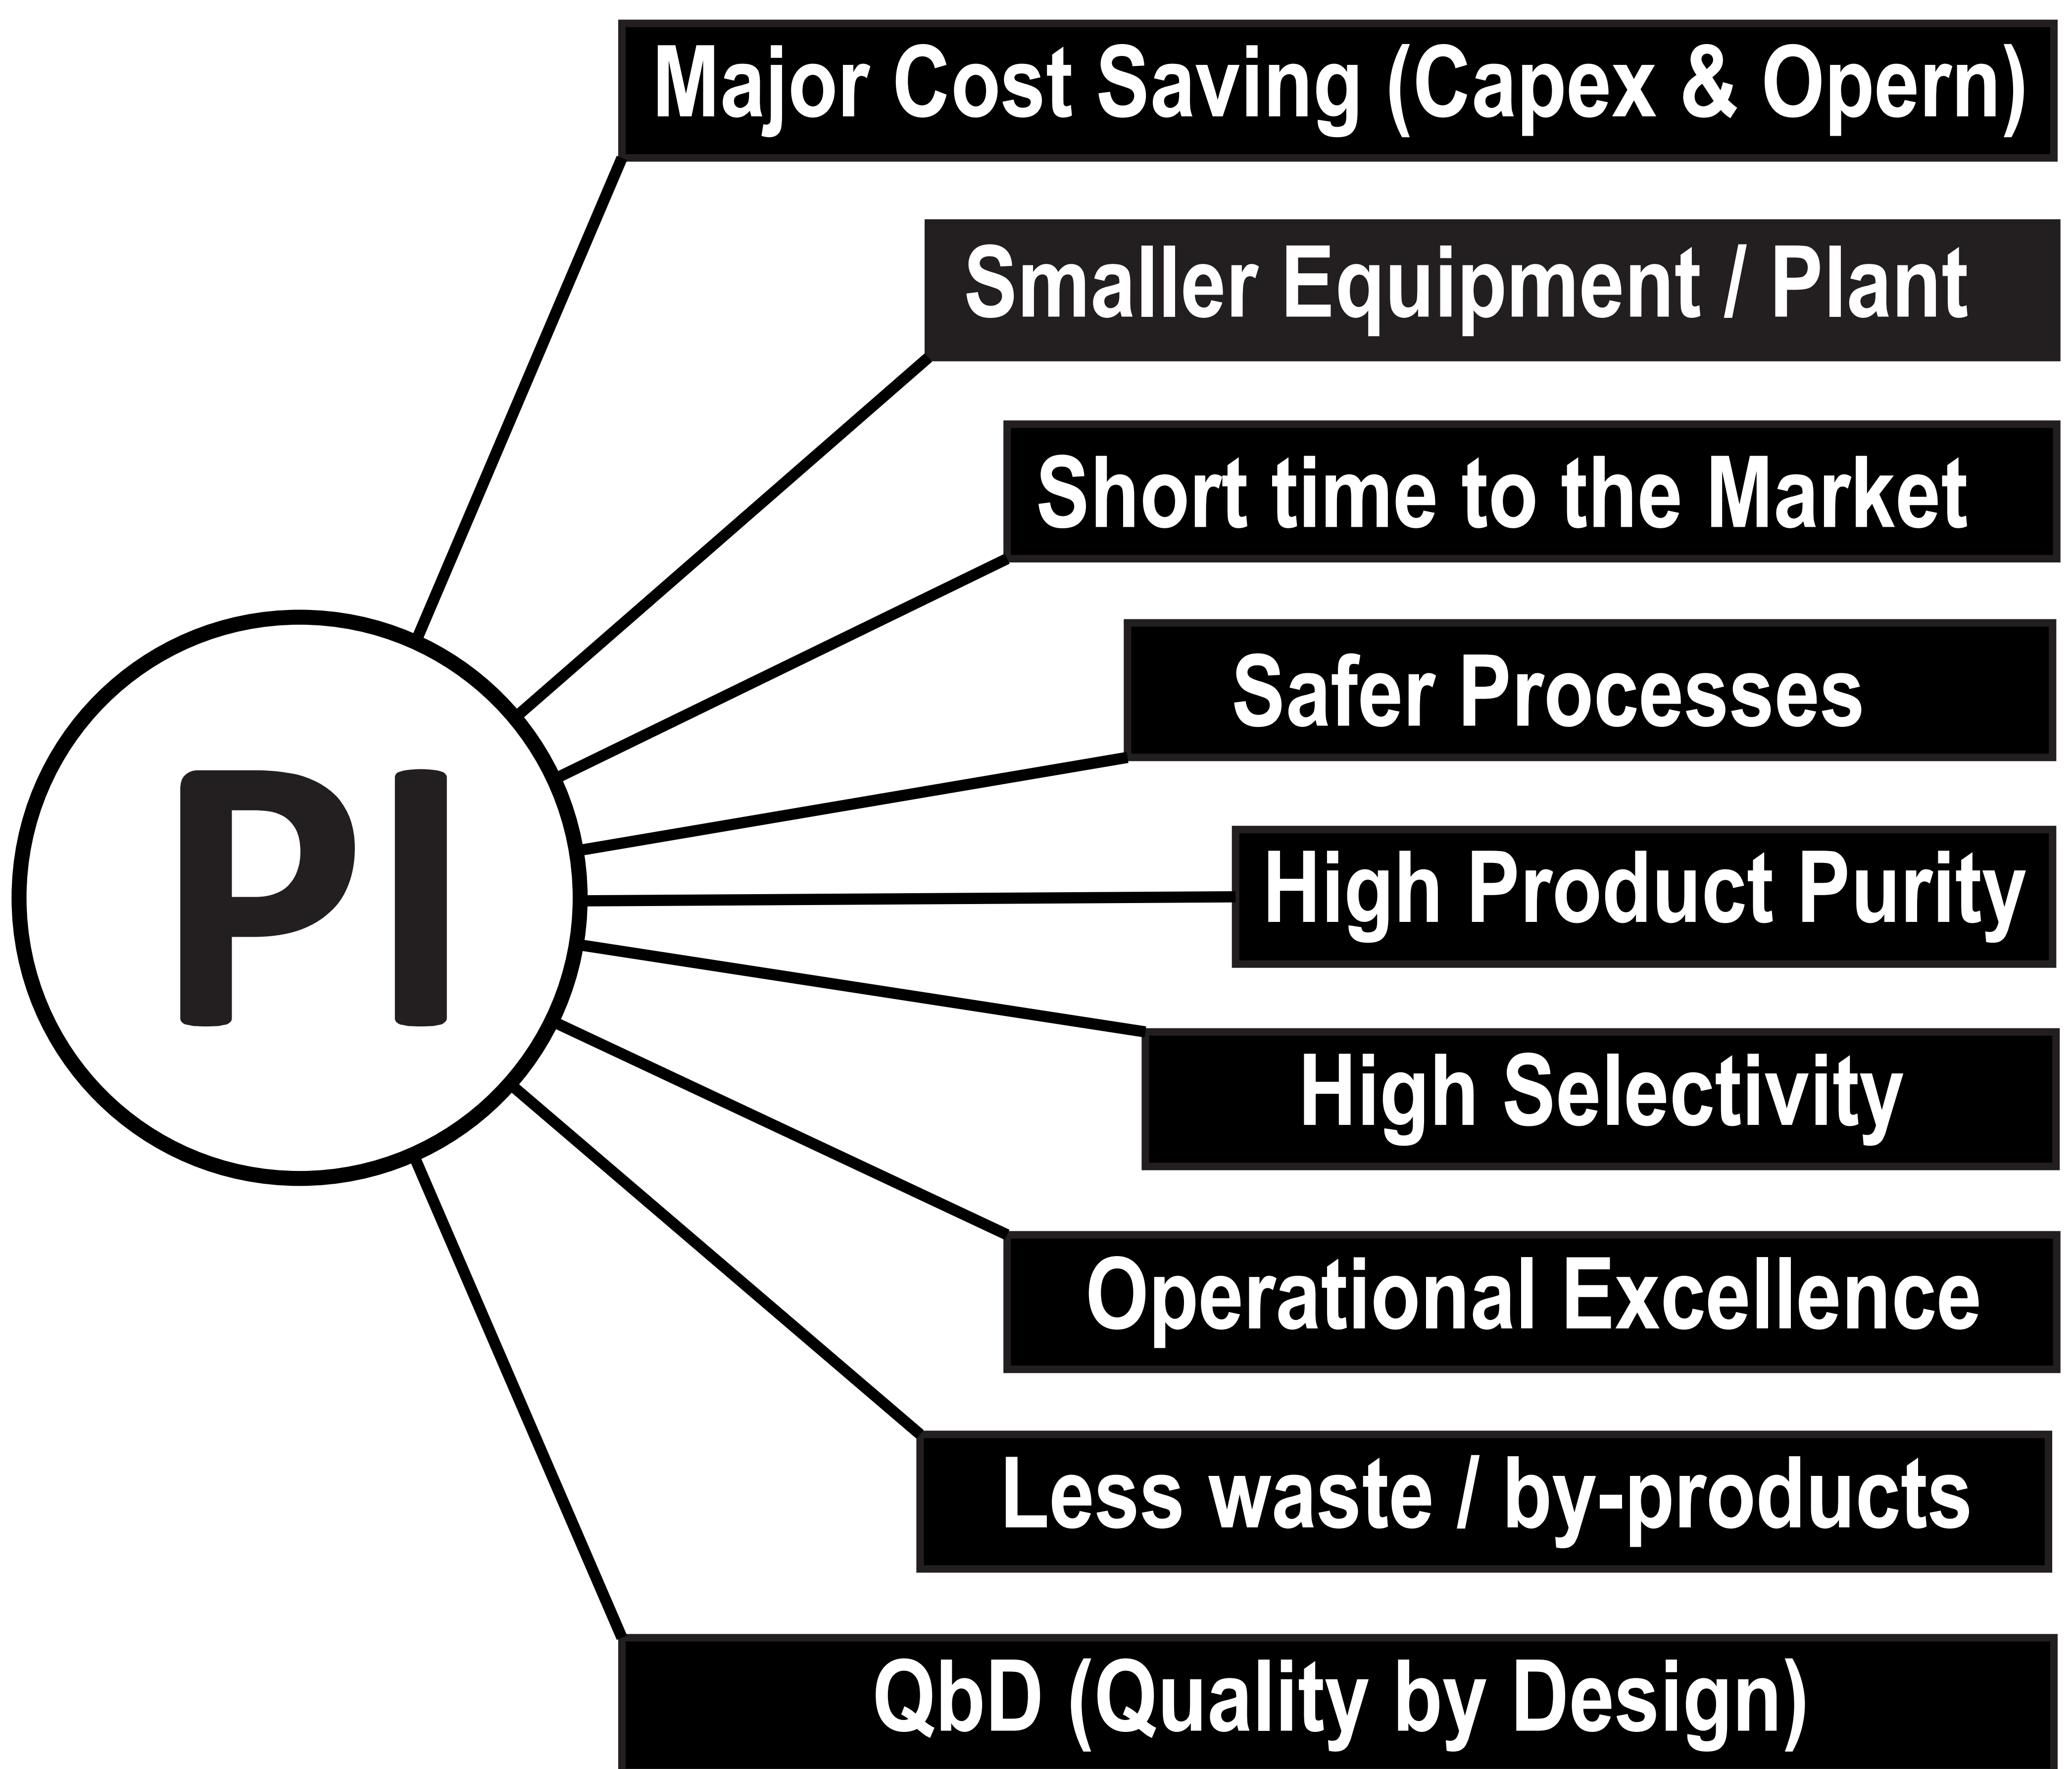 Major Cost Saving (Capex & Opern)
Smaller Equipment / Plant
Short time to the Market
Safer Processes
PI
High Product Purity
High Selectivity
Operational Excellence
Less waste / by-products
QbD (Quality by Design)